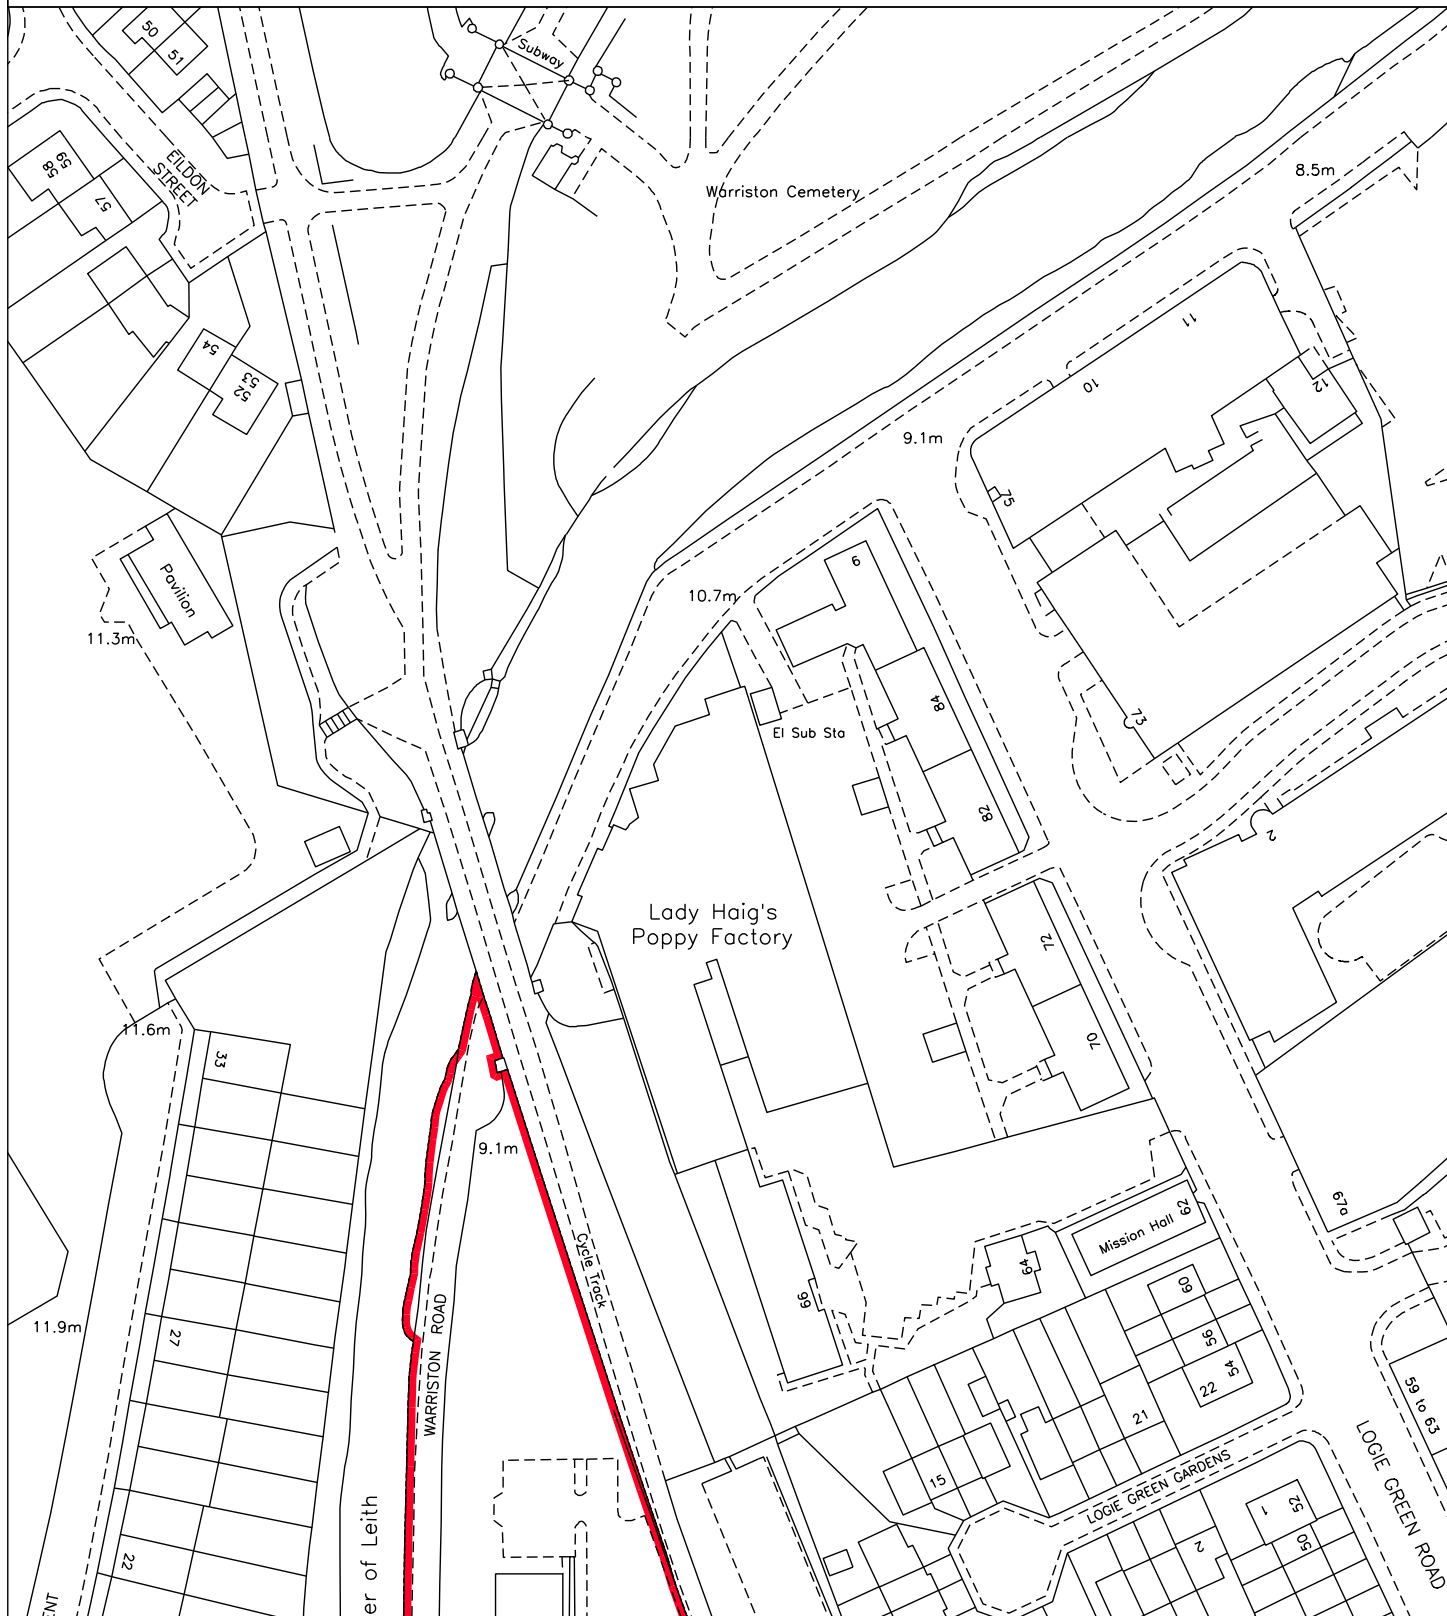 50
51
Subway
59
58
EILDON
STREET
57
Warriston Cemetery
8.5m
54
53
52
11
10
12
9.1m
75
Pavilion
11.3m
10.7m
9
84
73
El Sub Sta
82
2
Lady Haig's
Poppy Factory
72
11.6m
33
70
9.1m
67a
62
Mission Hall
Cycle Track
64
60
66
11.9m
27
WARRISTON ROAD
56
54
22
21
59 to 63
LOGIE GREEN GARDENS
LOGIE GREEN ROAD
15
52
1
50
2
22
er of Leith
ENT